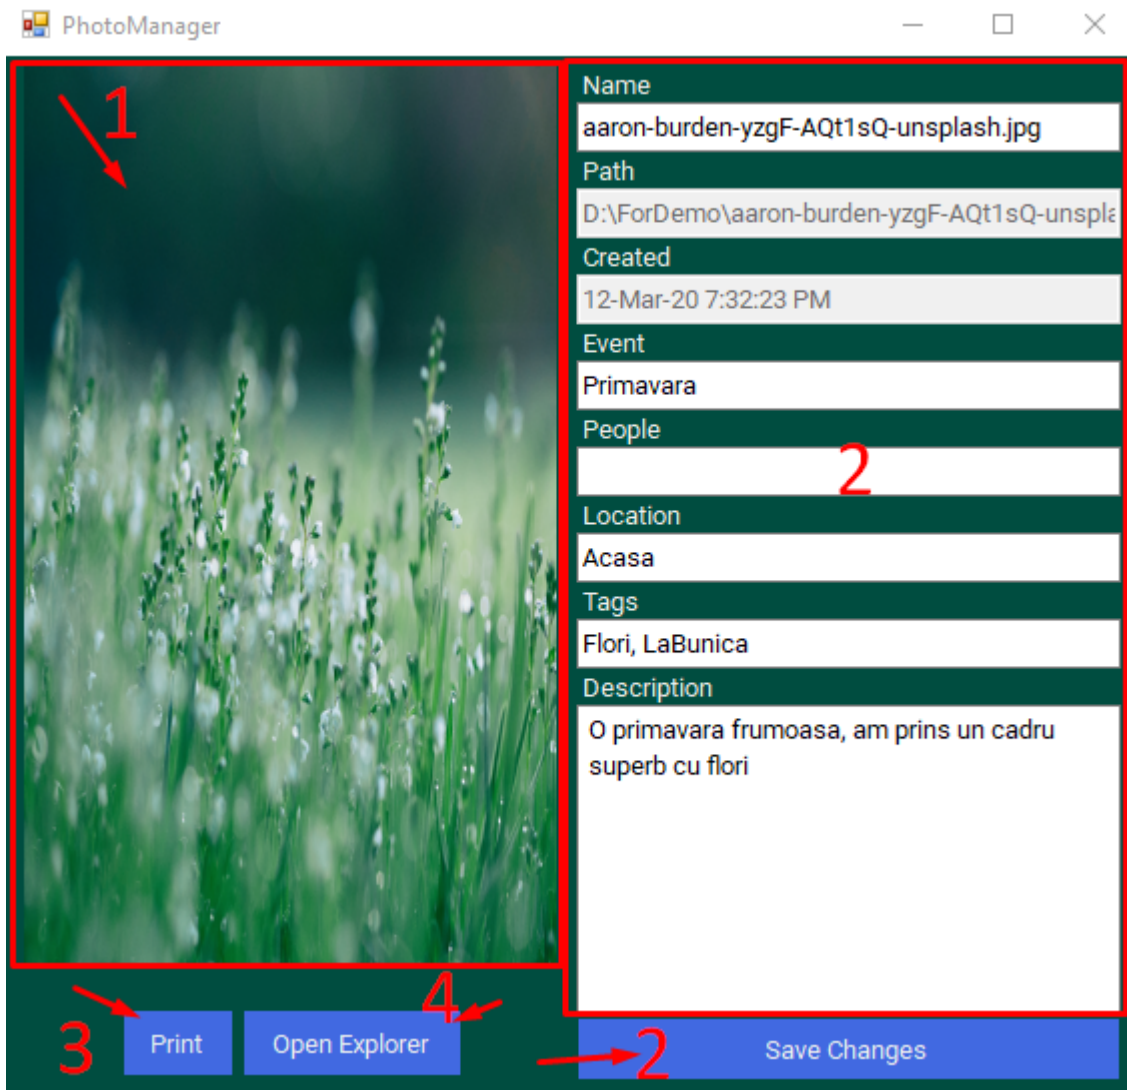 PhotoManager
1
Name
aaron-burden-yzgF-AQt1sQ-unsplash.jpg
Path
D:\ForDemo\aaron-burden-yzgF-AQt1sQ-unspla
Created
12-Mar-20 7:32:23 PM
Event
Primavara
People
2
Location
Acasa
Tags
Flori, LaBunica
Description
O primavara frumoasa, am prins un cadru
superb cu flori
3
Print
4
Open Explorer
2
Save Changes